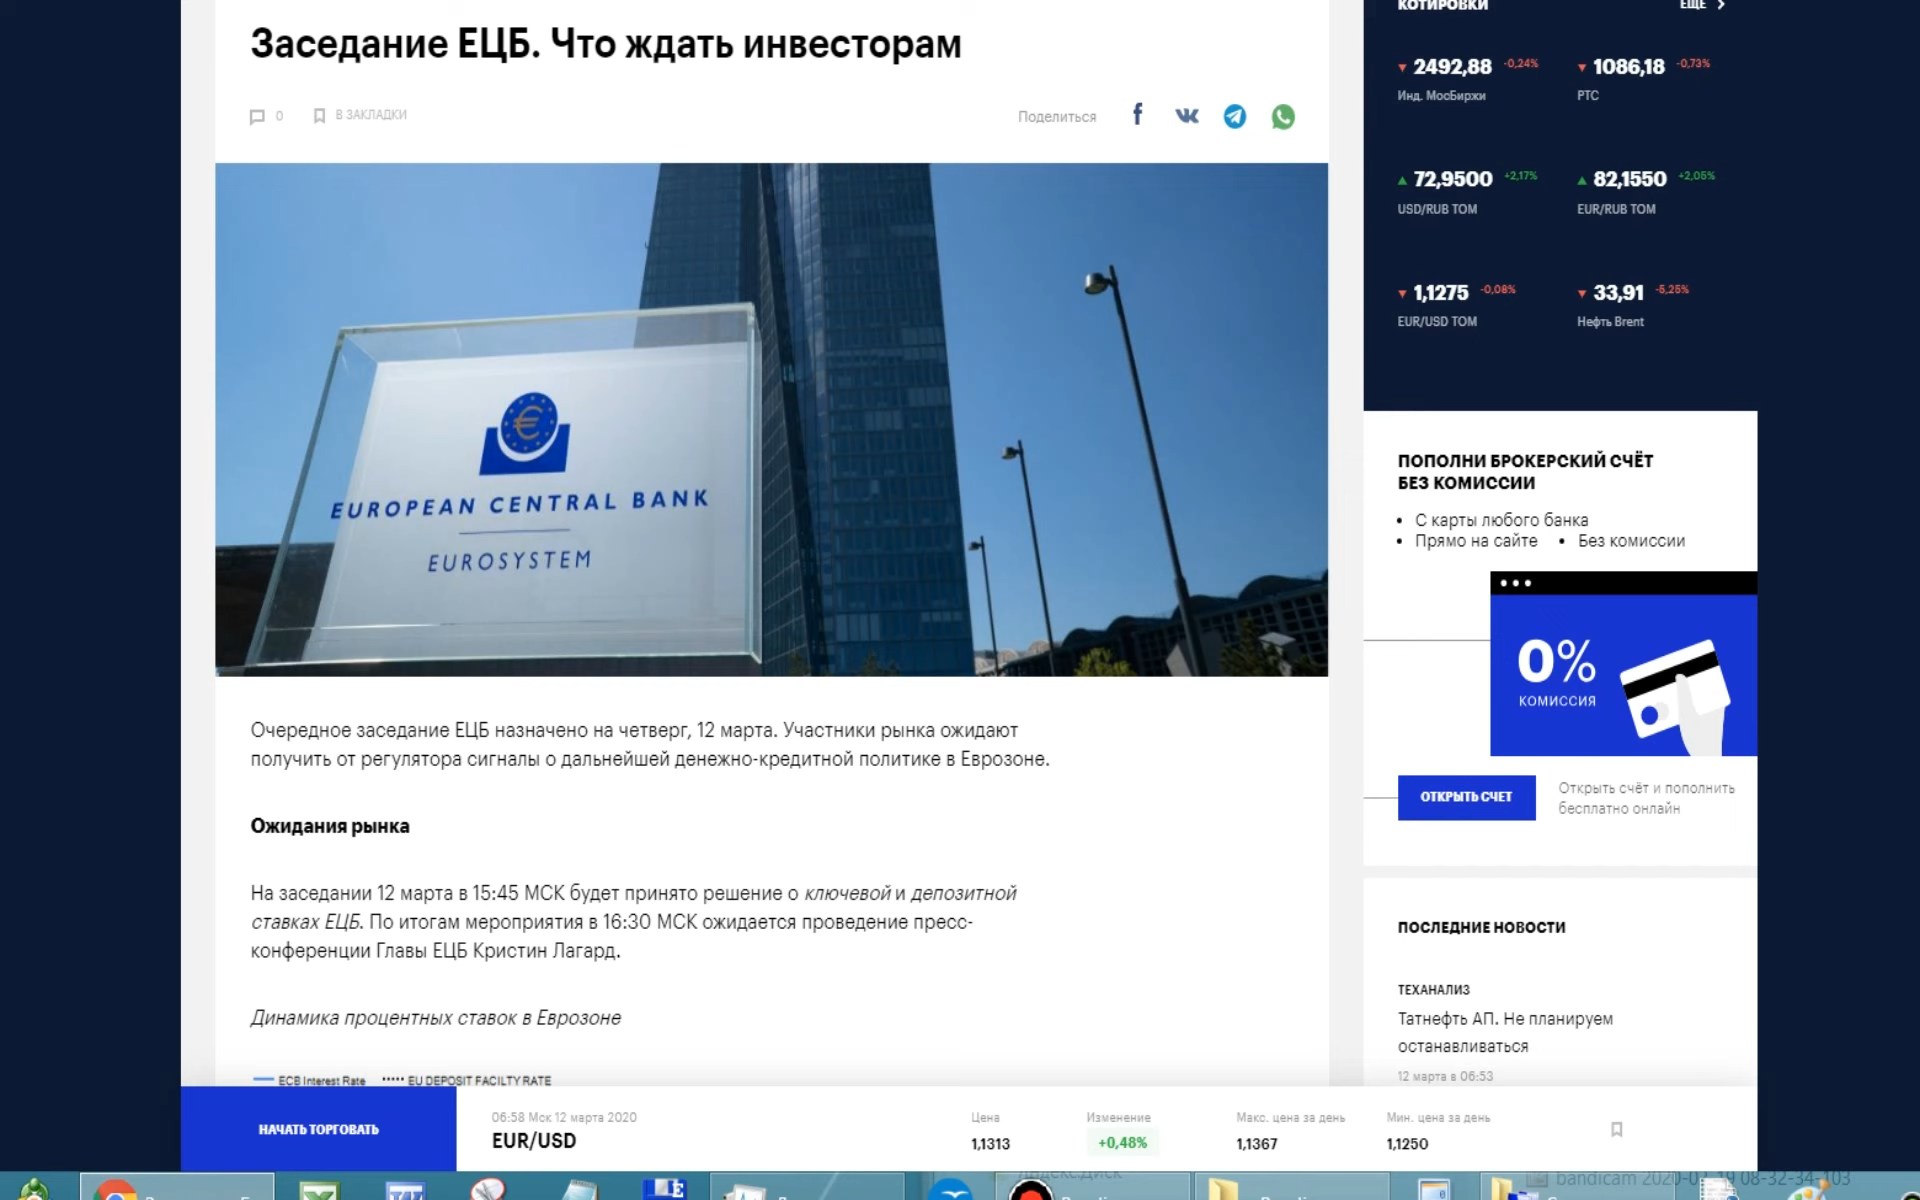 Заседание ЕЦБ. Что ждать инвесторам
0
В ЗАКЛАДКИ
Поделиться
EUROPEAN CENTRAL BANK
EUROSYSTEM
Очередное заседание ЕЦБ назначено на четверг, 12 марта. Участники рынка ожидают
получить от регулятора сигналы о дальнейшей денежно-кредитной политике в Еврозоне.
Ожидания рынка
На заседании 12 марта в 15:45 МСК будет принято решение о ключевой и депозитной
ставках ЕЦБ. По итогам мероприятия в 16:30 МСК ожидается проведение пресс-
конференции Главы ЕЦБ Кристин Лагард.
Динамика процентных ставок в Еврозоне
ECB Interest Rate EU DEPOSIT FACILTY RATE
КОТИРОВКИ
ЕЩЕ
2492,88 -0,24%
Инд. МосБиржи
1086,18 -0,73%
РТС
72,9500 +2,17%
USD/RUB TOM
82,1550 +2,05%
EUR/RUB TOM
1,1275 -0,08%
EUR/USD TOM
33,91 -5,25%
Нефть Brent
ПОПОЛНИ БРОКЕРСКИЙ СЧЁТ
БЕЗ КОМИССИИ
• С карты любого банка
• Прямо на сайте • Без комиссии
0%
КОМИССИЯ
ОТКРЫТЬ СЧЕТ
Открыть счёт и пополнить
бесплатно онлайн
ПОСЛЕДНИЕ НОВОСТИ
ТЕХАНАЛИЗ
Татнефть АП. Не планируем
останавливаться
12 марта в 06:53
НАЧАТЬ ТОРГОВАТЬ
06:58 Мск 12 марта 2020
EUR/USD
Цена
1,1313
Изменение
+0,48%
Макс. цена за день
1,1367
Мин. цена за день
1,1250